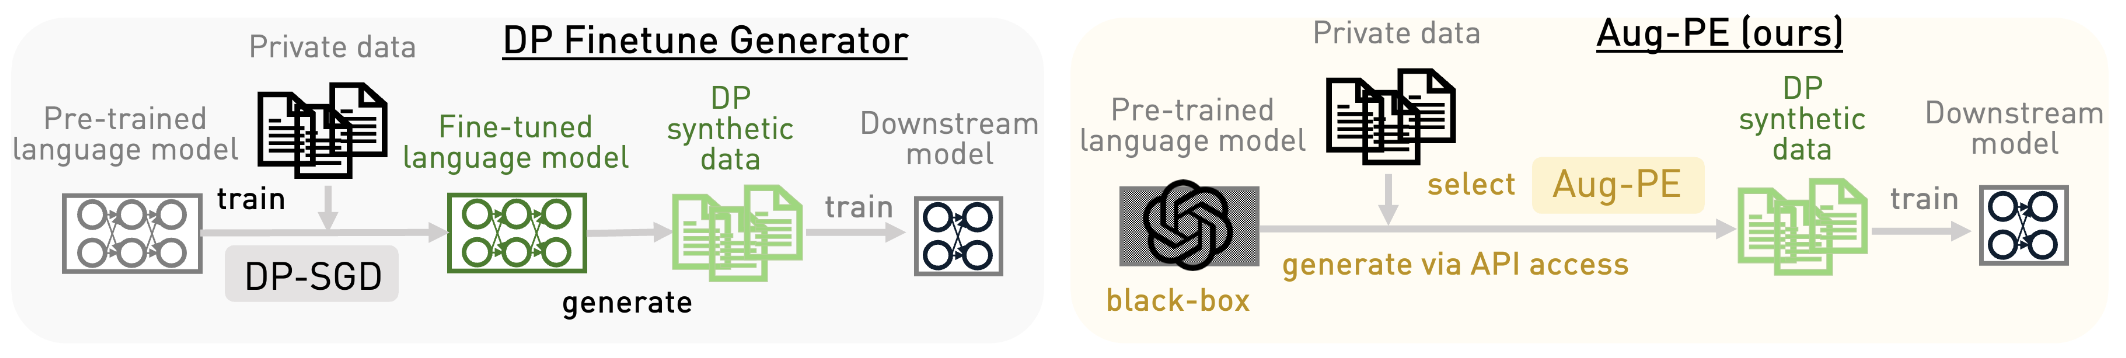 DP Finetune Generator
Private data
Pre-trained
language model
train
DP-SGD
Fine-tuned
language model
generate
DP
synthetic
data
train
Downstream
model
Aug-PE (ours)
Private data
Pre-trained
language model
black-box
select
Aug-PE
generate via API access
DP
synthetic
data
train
Downstream
model